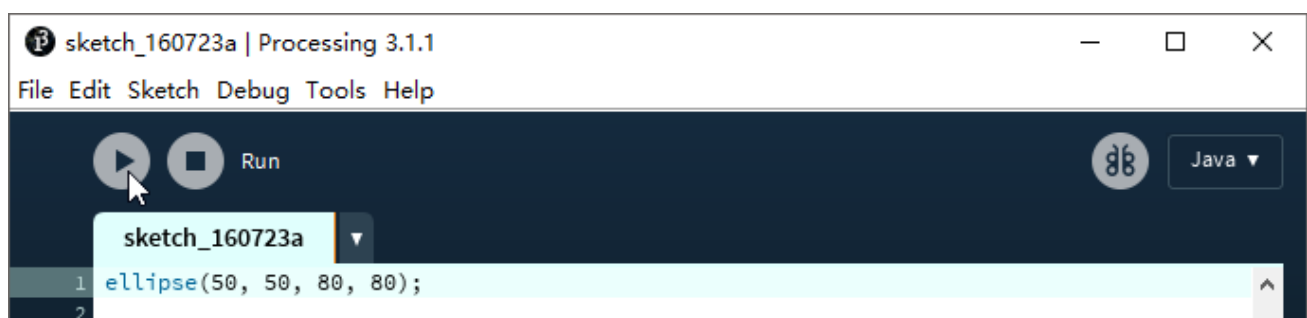 sketch_160723a | Processing 3.1.1
File Edit Sketch Debug Tools Help
Run
Java ▼
sketch_160723a ▼
1 ellipse(50, 50, 80, 80);
2